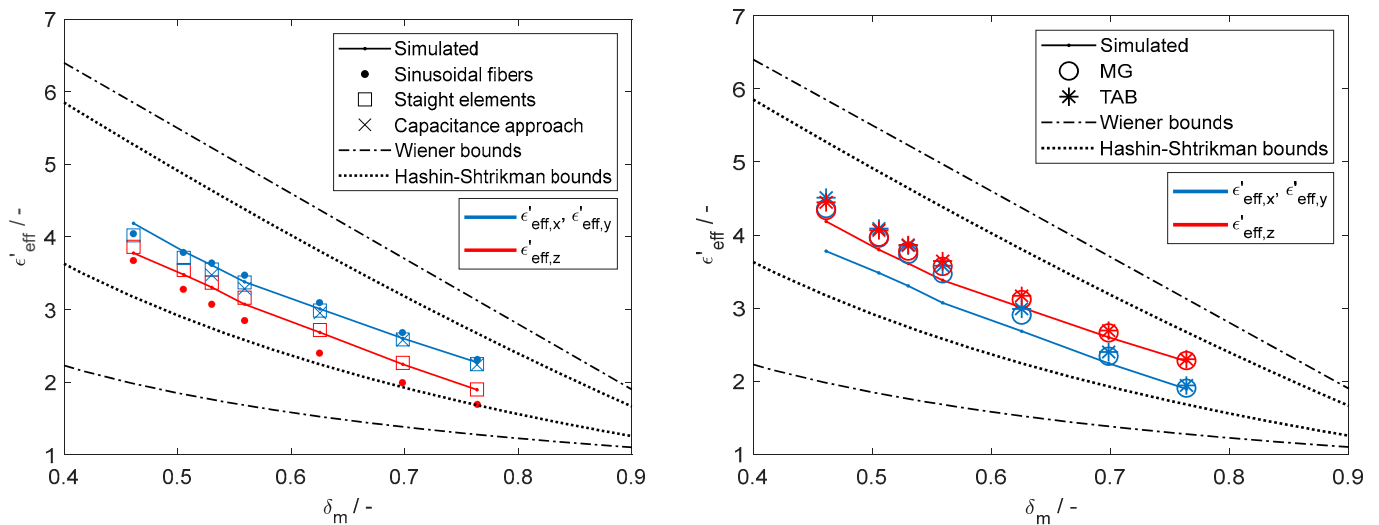 7
6
5
4
3
2
1
ϵ'eff / -
0.4 0.5 0.6 0.7 0.8 0.9
δm / -
Simulated
Sinusoidal fibers
Staight elements
Capacitance approach
Wiener bounds
Hashin-Shtrikman bounds
ϵ'eff,x, ϵ'eff,y
ϵ'eff,z
7
6
5
4
3
2
1
ϵ'eff / -
0.4 0.5 0.6 0.7 0.8 0.9
δm / -
Simulated
MG
TAB
Wiener bounds
Hashin-Shtrikman bounds
ϵ'eff,x, ϵ'eff,y
ϵ'eff,z